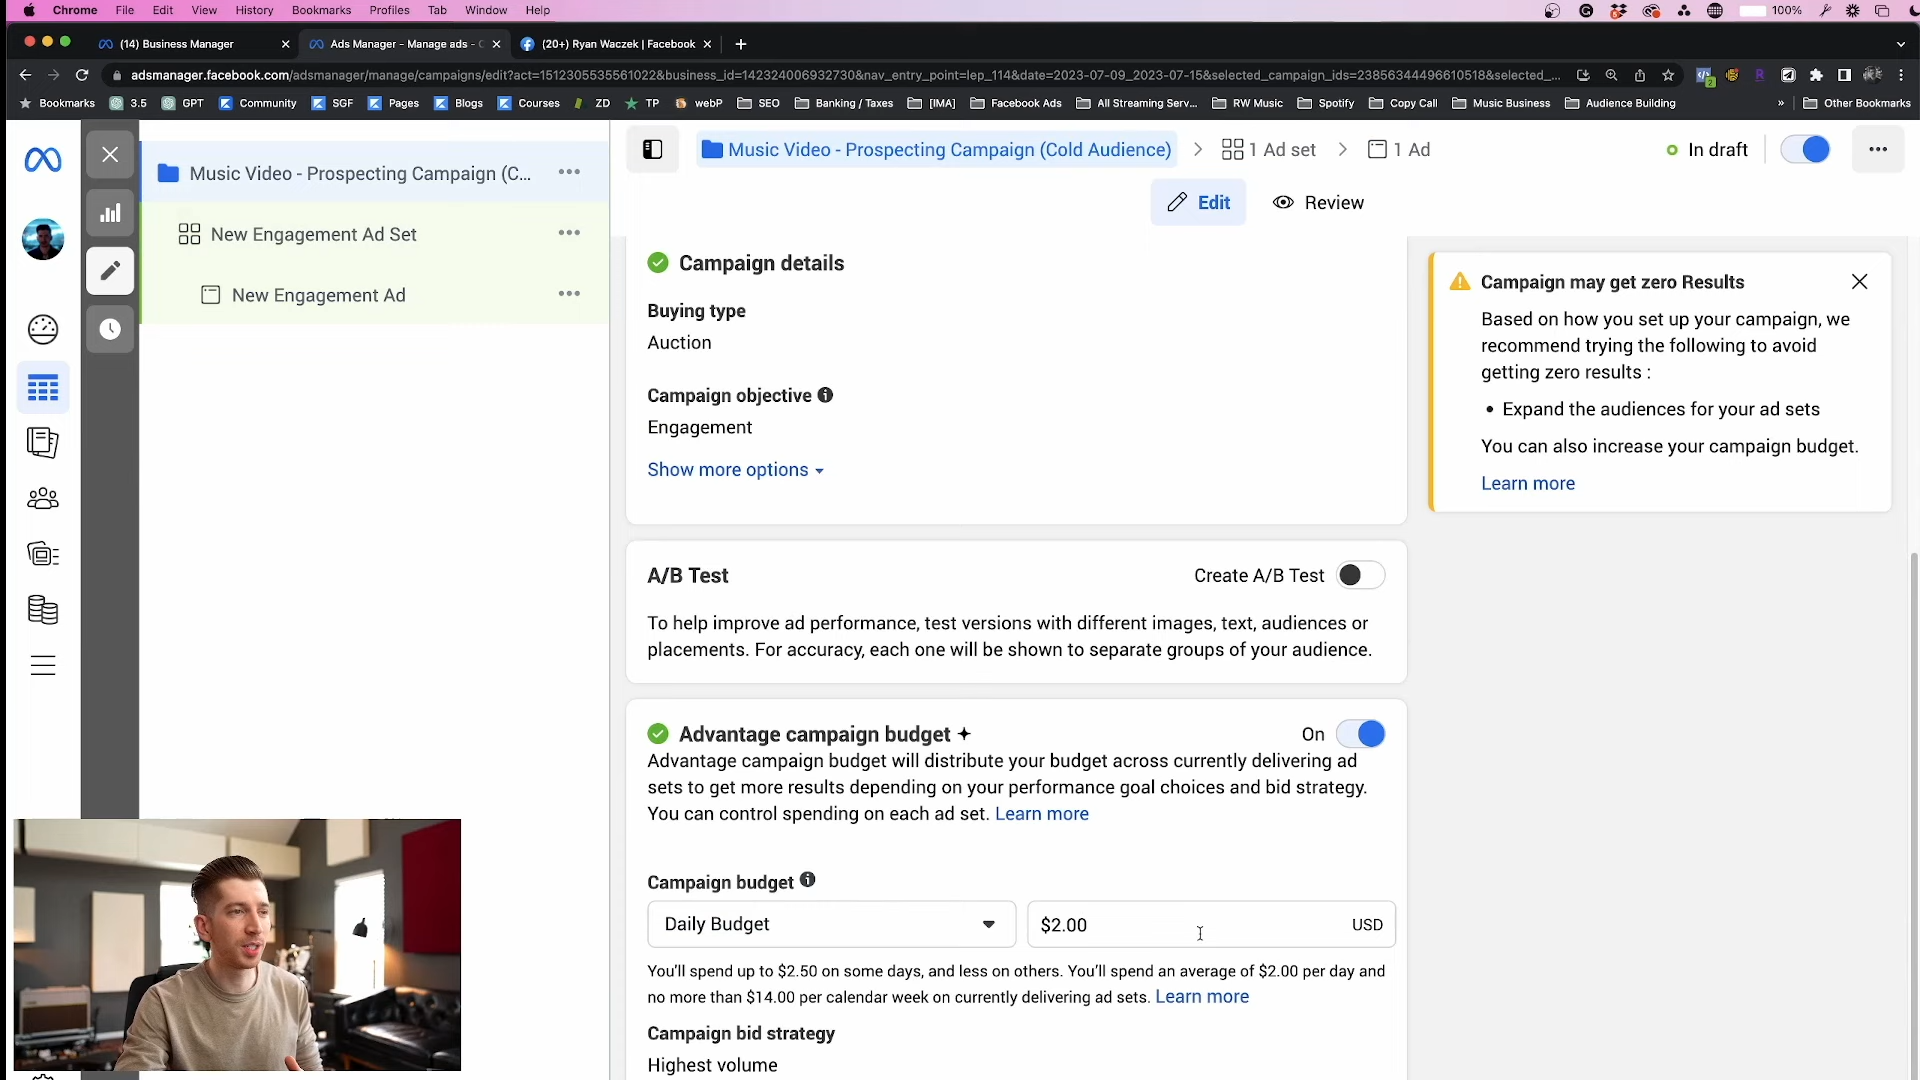 Chrome File Edit View History Bookmarks Profiles Tab Window Help 100%
(14) Business Manager Ads Manager - Manage ads - (20+) Ryan Waczek | Facebook
adsmanager.facebook.com/adsmanager/manage/campaigns/edit?act=1512305535561022&business_id=142324006932730&nav_entry_point=lep_114&date=2023-07-09_2023-07-15&selected_campaign_ids=23856344496610518&selected_...
Bookmarks 3.5 GPT Community SGF Pages Blogs Courses ZD TP webP SEO Banking / Taxes [IMA] Facebook Ads All Streaming Serv... RW Music Spotify Copy Call Music Business Audience Building » Other Bookmarks
Music Video - Prospecting Campaign (C...
New Engagement Ad Set
New Engagement Ad
Music Video - Prospecting Campaign (Cold Audience) 1 Ad set 1 Ad
In draft
Edit Review
Campaign details
Buying type
Auction
Campaign objective
Engagement
Show more options
A/B Test
Create A/B Test
To help improve ad performance, test versions with different images, text, audiences or
placements. For accuracy, each one will be shown to separate groups of your audience.
Advantage campaign budget
On
Advantage campaign budget will distribute your budget across currently delivering ad
sets to get more results depending on your performance goal choices and bid strategy.
You can control spending on each ad set. Learn more
Campaign budget
Daily Budget
$2.00 USD
You'll spend up to $2.50 on some days, and less on others. You'll spend an average of $2.00 per day and
no more than $14.00 per calendar week on currently delivering ad sets. Learn more
Campaign bid strategy
Highest volume
Campaign may get zero Results
Based on how you set up your campaign, we
recommend trying the following to avoid
getting zero results :
• Expand the audiences for your ad sets
You can also increase your campaign budget.
Learn more